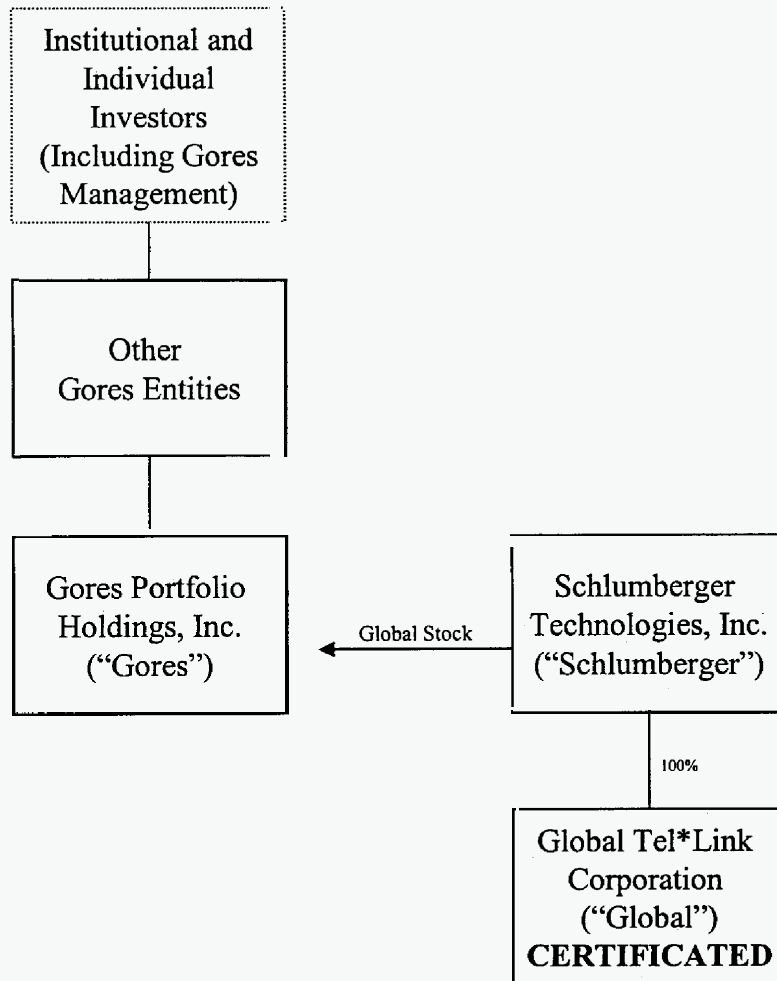 Institutional and
Individual
Investors
(Including Gores
Management)
Other
Gores Entities
Gores Portfolio
Holdings, Inc.
(“Gores”)
Global Stock
Schlumberger
Technologies, Inc.
(“Schlumberger”)
100%
Global Tel*Link
Corporation
(“Global”)
CERTIFICATED